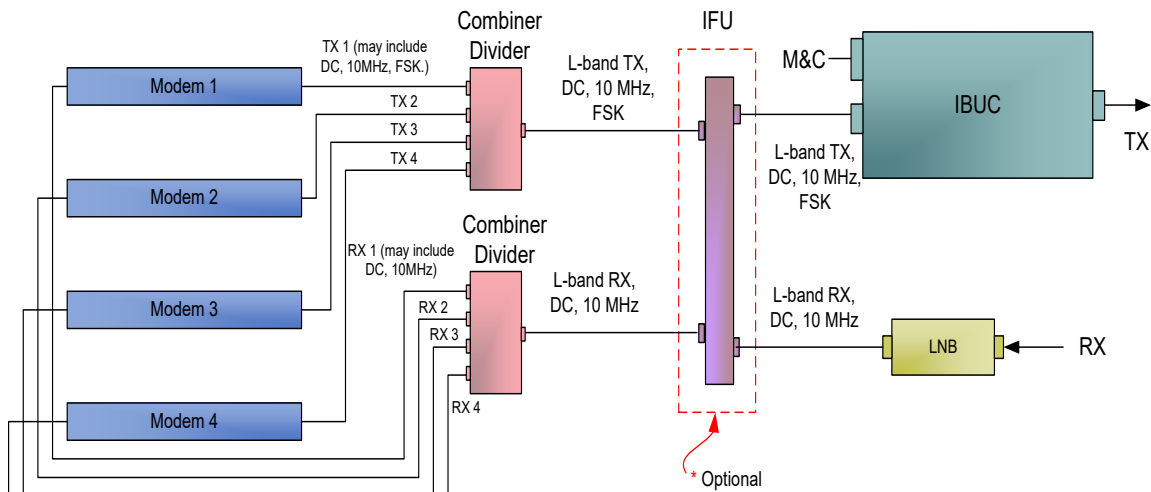 Combiner
Divider
IFU
TX 1 (may include
DC, 10MHz, FSK.)
L-band TX,
DC, 10 MHz,
FSK
M&C
IBUC
TX
Modem 1
TX 2
TX 3
TX 4
L-band TX,
DC, 10 MHz,
FSK
Modem 2
Combiner
Divider
RX 1 (may include
DC, 10MHz)
L-band RX,
DC, 10 MHz
L-band RX,
DC, 10 MHz
Modem 3
RX 2
RX 3
RX 4
LNB
RX
Modem 4
* Optional